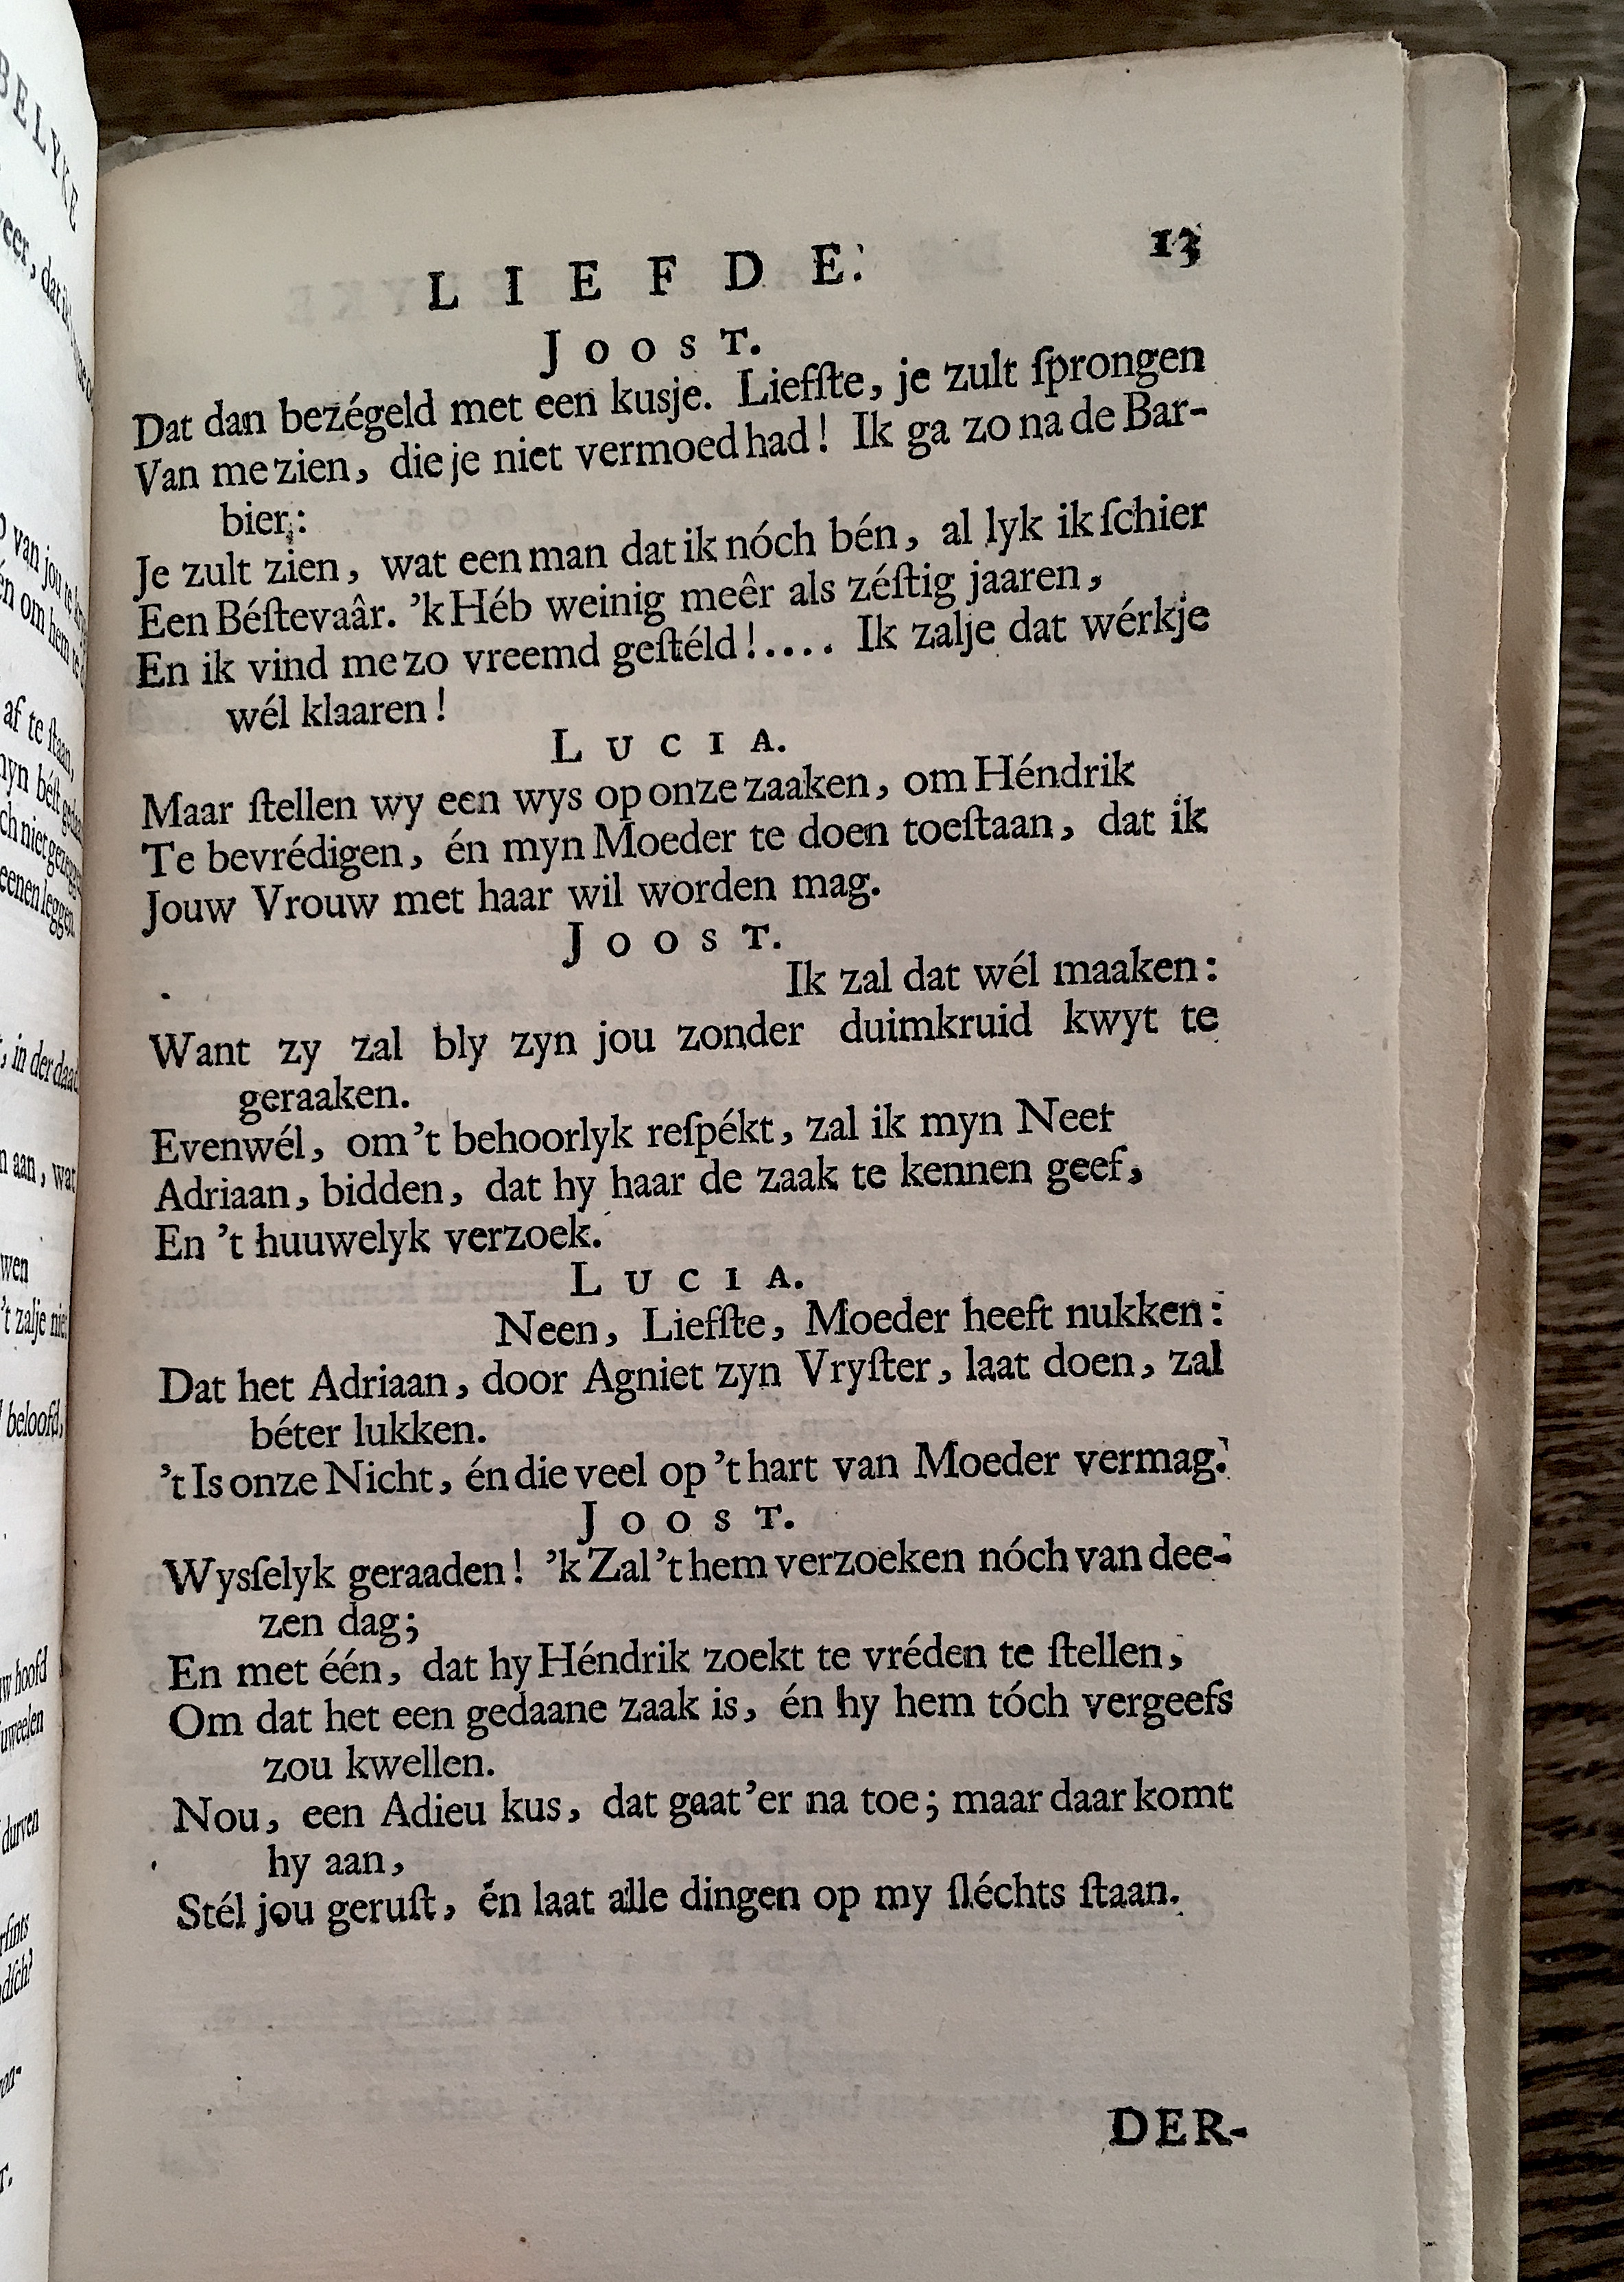 LIEFDE. 13
JOOST.
Dat dan bezégeld met een kusje. Liefſte, je zult ſprongen
Van me zien, die je niet vermoed had! Ik ga zo na de Bar-
bier:
Je zult zien, wat een man dat ik nóch bén, al lyk ik ſchier
Een Béſtevaâr. 'k Héb weinig meêr als zéſtig jaaren,
En ik vind me zo vreemd geſtéld!.... Ik zalje dat wérkje
wél klaaren!
LUCIA.
Maar ſtellen wy een wys op onze zaaken, om Héndrik
Te bevrédigen, én myn Moeder te doen toeſtaan, dat ik
Jouw Vrouw met haar wil worden mag.
JOOST.
Ik zal dat wél maaken:
Want zy zal bly zyn jou zonder duimkruid kwyt te
geraaken.
Evenwél, om 't behoorlyk reſpékt, zal ik myn Neef
Adriaan, bidden, dat hy haar de zaak te kennen geef,
En 't huuwelyk verzoek.
LUCIA.
Neen, Liefſte, Moeder heeft nukken:
Dat het Adriaan, door Agniet zyn Vryſter, laat doen, zal
béter lukken.
't Is onze Nicht, én die veel op 't hart van Moeder vermag.
JOOST.
Wysſelyk geraaden! 'k Zal 't hem verzoeken nóch van dee-
zen dag;
En met één, dat hy Héndrik zoekt te vréden te ſtellen,
Om dat het een gedaane zaak is, én hy hem tóch vergeefs
zou kwellen.
Nou, een Adieu kus, dat gaat'er na toe; maar daar komt
hy aan,
Stél jou geruſt, én laat alle dingen op my ſléchts ſtaan.
DER-